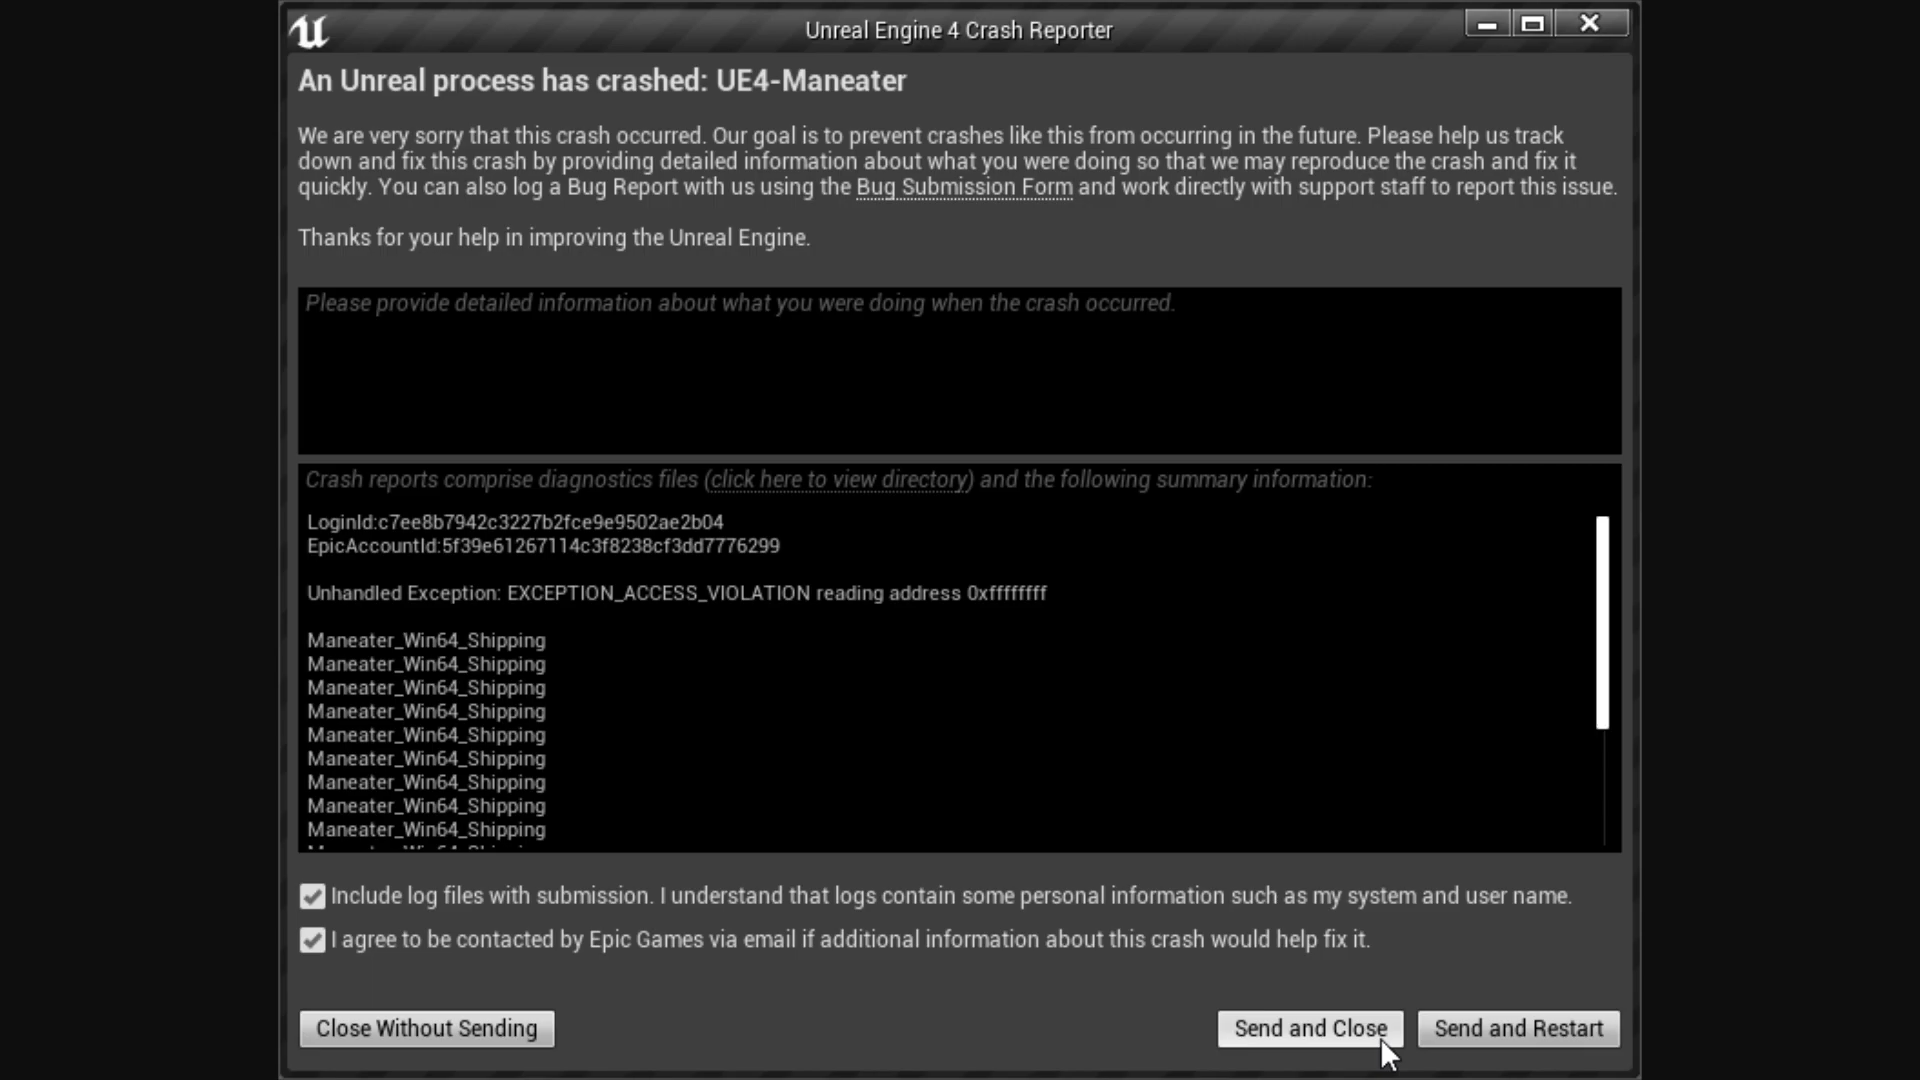 Unreal Engine 4 Crash Reporter
An Unreal process has crashed: UE4-Maneater
We are very sorry that this crash occurred. Our goal is to prevent crashes like this from occurring in the future. Please help us track
down and fix this crash by providing detailed information about what you were doing so that we may reproduce the crash and fix it
quickly. You can also log a Bug Report with us using the Bug Submission Form and work directly with support staff to report this issue.
Thanks for your help in improving the Unreal Engine.
Please provide detailed information about what you were doing when the crash occurred.
Crash reports comprise diagnostics files (click here to view directory) and the following summary information:
LoginId:c7ee8b7942c3227b2fce9e9502ae2b04
EpicAccountId:5f39e61267114c3f8238cf3dd7776299
Unhandled Exception: EXCEPTION_ACCESS_VIOLATION reading address 0xffffffff
Maneater_Win64_Shipping
Maneater_Win64_Shipping
Maneater_Win64_Shipping
Maneater_Win64_Shipping
Maneater_Win64_Shipping
Maneater_Win64_Shipping
Maneater_Win64_Shipping
Maneater_Win64_Shipping
Maneater_Win64_Shipping
Include log files with submission. I understand that logs contain some personal information such as my system and user name.
I agree to be contacted by Epic Games via email if additional information about this crash would help fix it.
Close Without Sending
Send and Close
Send and Restart